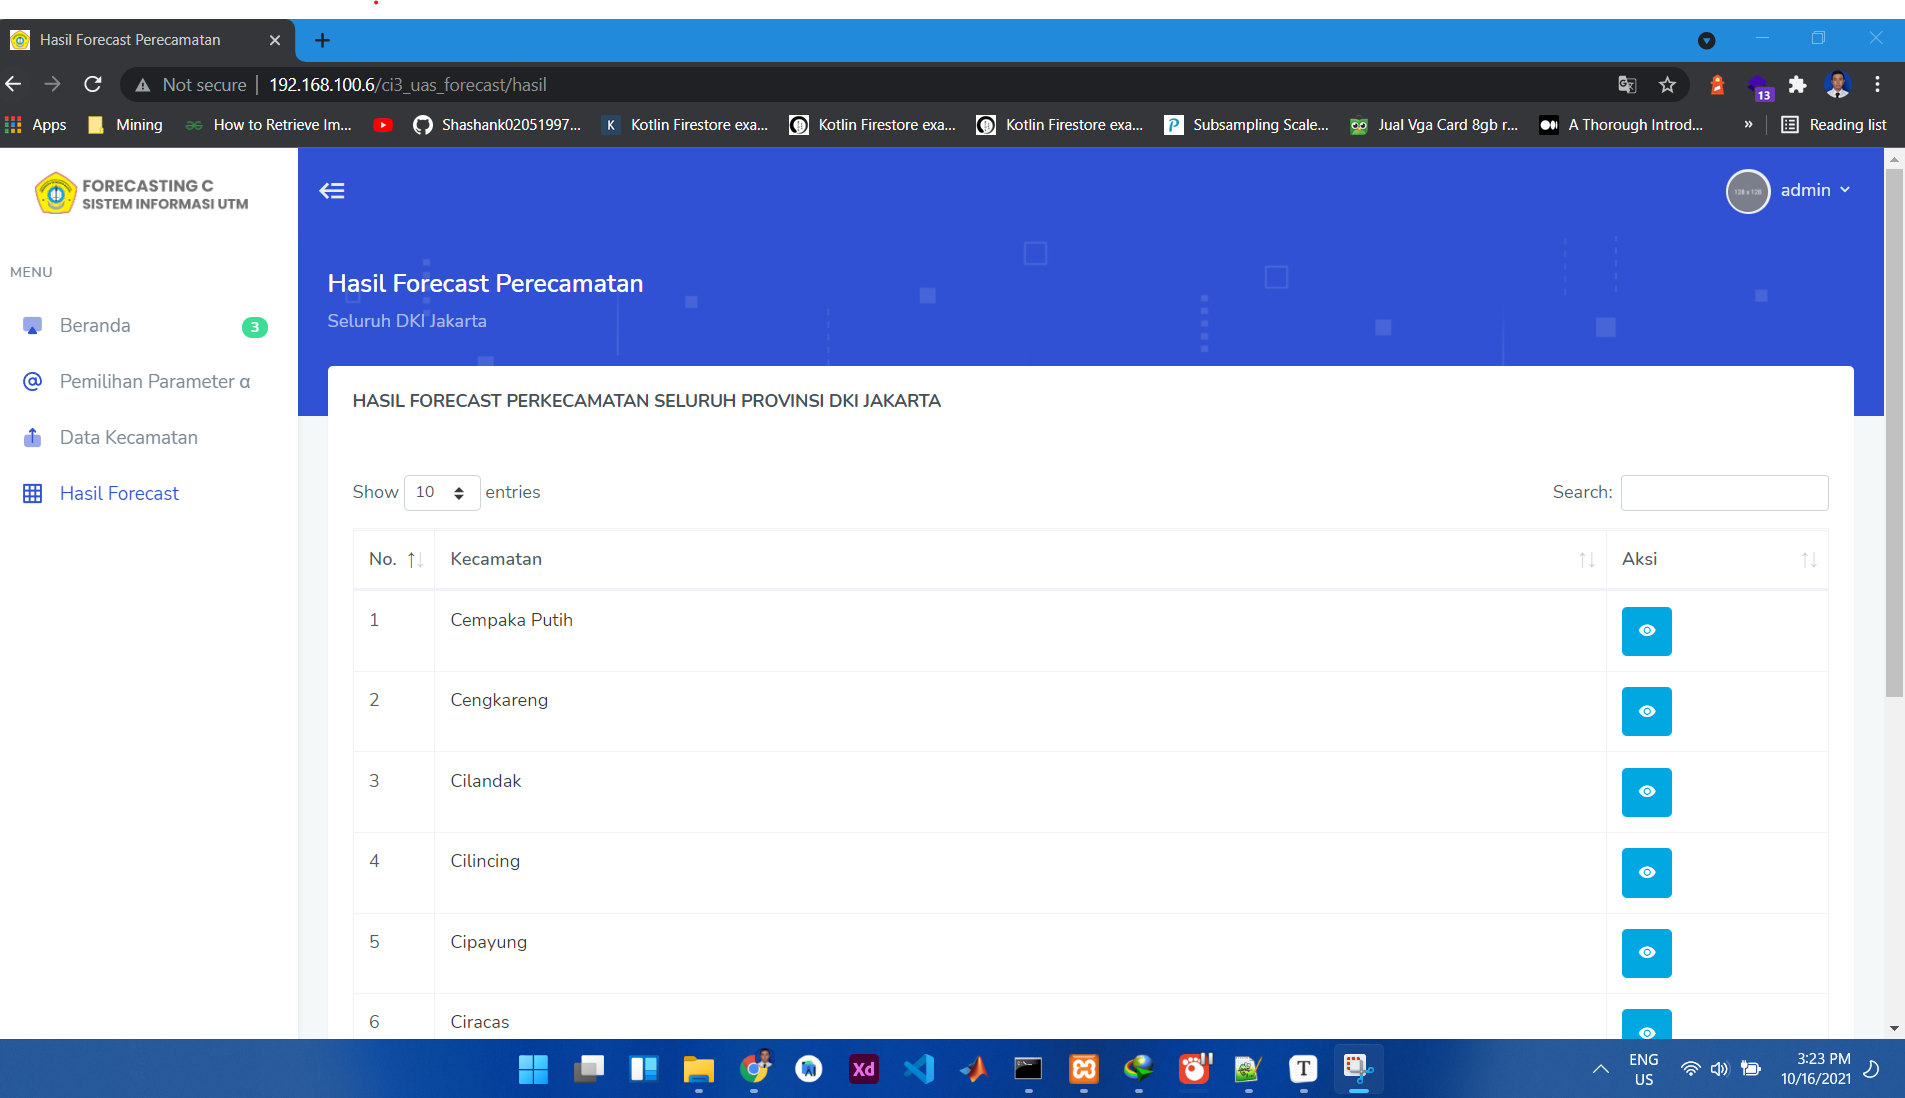 Hasil Forecast Perecamatan
Not secure | 192.168.100.6/ci3_uas_forecast/hasil
13
Apps
Mining
How to Retrieve Im...
Shashank02051997...
K
Kotlin Firestore exa...
Kotlin Firestore exa...
Kotlin Firestore exa...
P
Subsampling Scale...
Jual Vga Card 8gb r...
A Thorough Introd...
»
Reading list
FORECASTING C
SISTEM INFORMASI UTM
128 x 128
admin
MENU
Beranda
3
Pemilihan Parameter α
Data Kecamatan
Hasil Forecast
Hasil Forecast Perecamatan
Seluruh DKI Jakarta
HASIL FORECAST PERKECAMATAN SELURUH PROVINSI DKI JAKARTA
Show 10 entries
Search:
No. Kecamatan Aksi
1 Cempaka Putih
2 Cengkareng
3 Cilandak
4 Cilincing
5 Cipayung
6 Ciracas
Xd
T
ENG
US
3:23 PM
10/16/2021